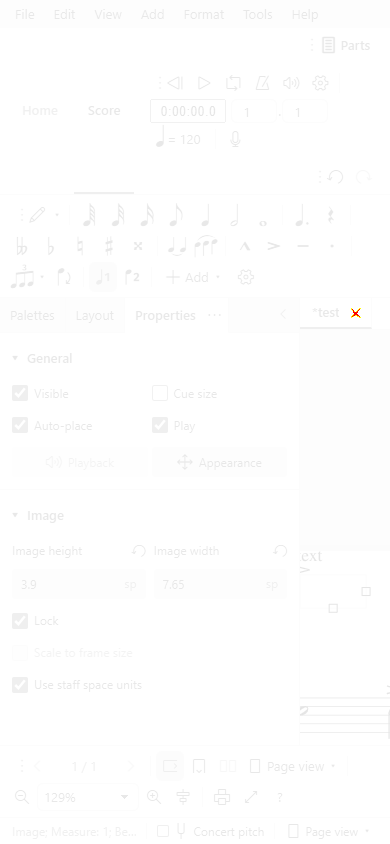 File Edit View Add Format Tools Help
Parts
Home Score
0:00:00.0 1 . 1
= 120
1 2
Add
Palettes Layout Properties ...
*test
General
Visible Cue size
Auto-place Play
Playback Appearance
Image
Image height Image width
3.9 sp 7.65 sp
Lock
Scale to frame size
Use staff space units
ext
1 / 1 Page view
129%
?
Image; Measure: 1; Be... Concert pitch Page view